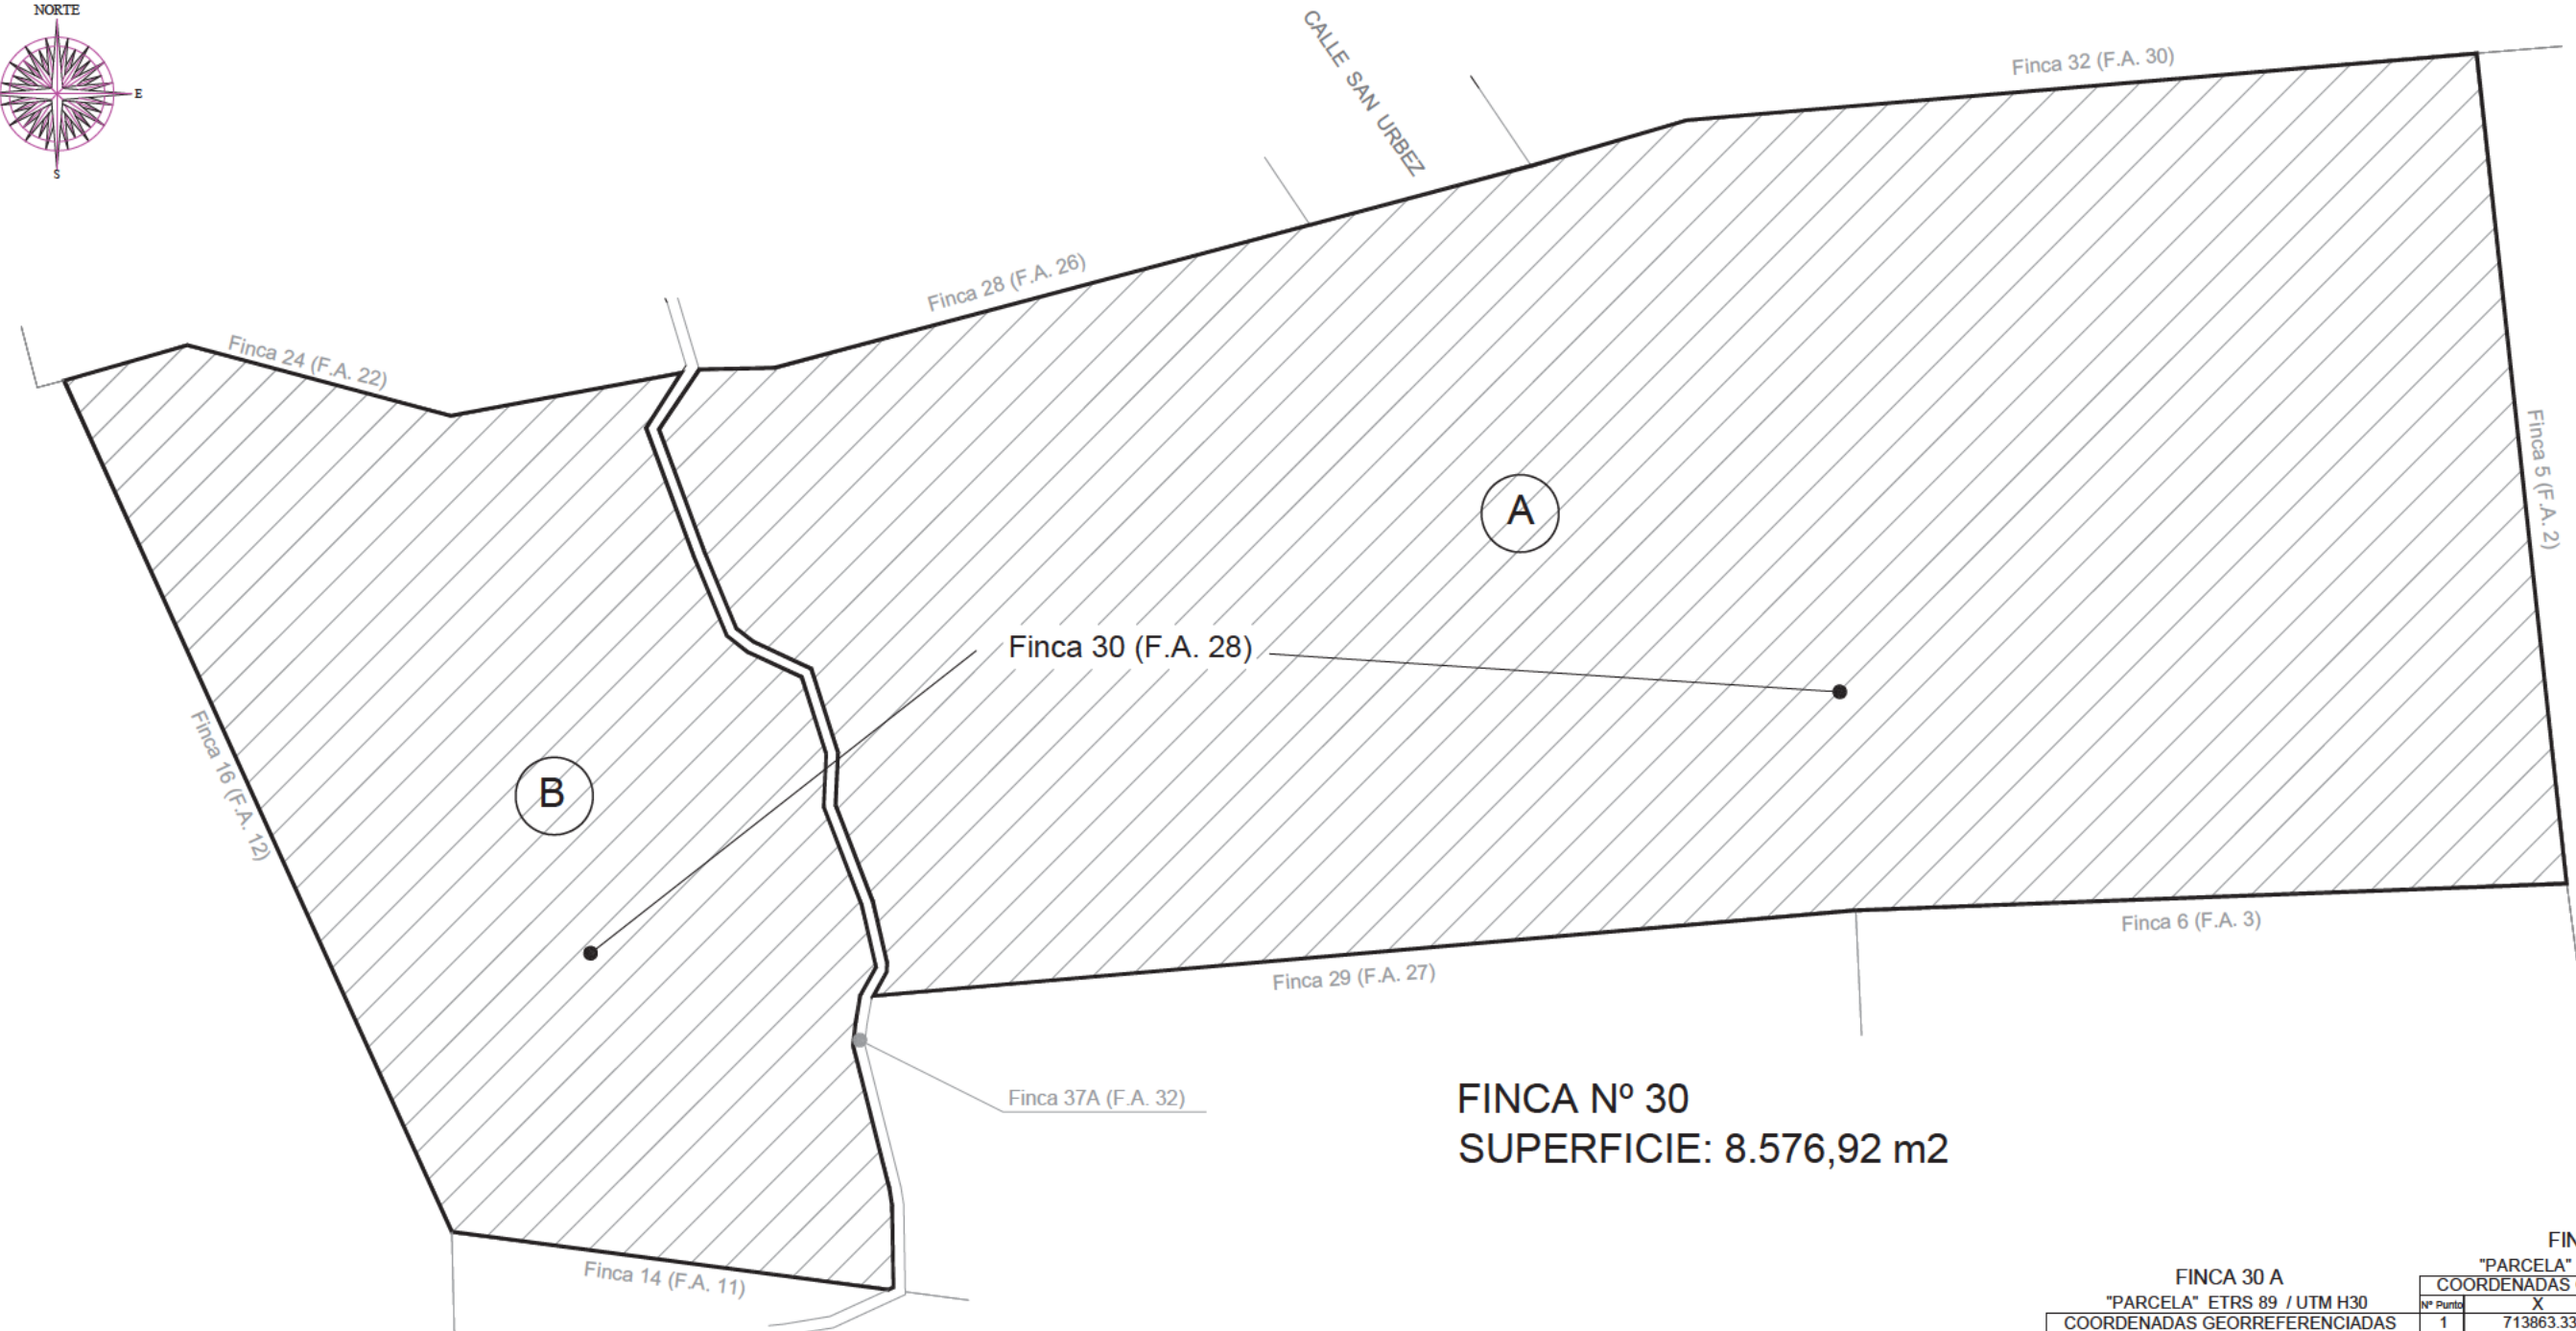 NORTE
E
S
CALLE SAN URBEZ
Finca 32 (F.A. 30)
Finca 28 (F.A. 26)
Finca 24 (F.A. 22)
Finca 5 (F.A. 2)
A
Finca 30 (F.A. 28)
B
Finca 16 (F.A. 12)
Finca 6 (F.A. 3)
Finca 29 (F.A. 27)
Finca 37A (F.A. 32)
FINCA Nº 30
SUPERFICIE: 8.576,92 m2
Finca 14 (F.A. 11)
FINCA 30 A
"PARCELA" ETRS 89 / UTM H30
COORDENADAS GEORREFERENCIADAS
FIN
"PARCELA"
COORDENADAS
Nº Punto X
1 713863.32